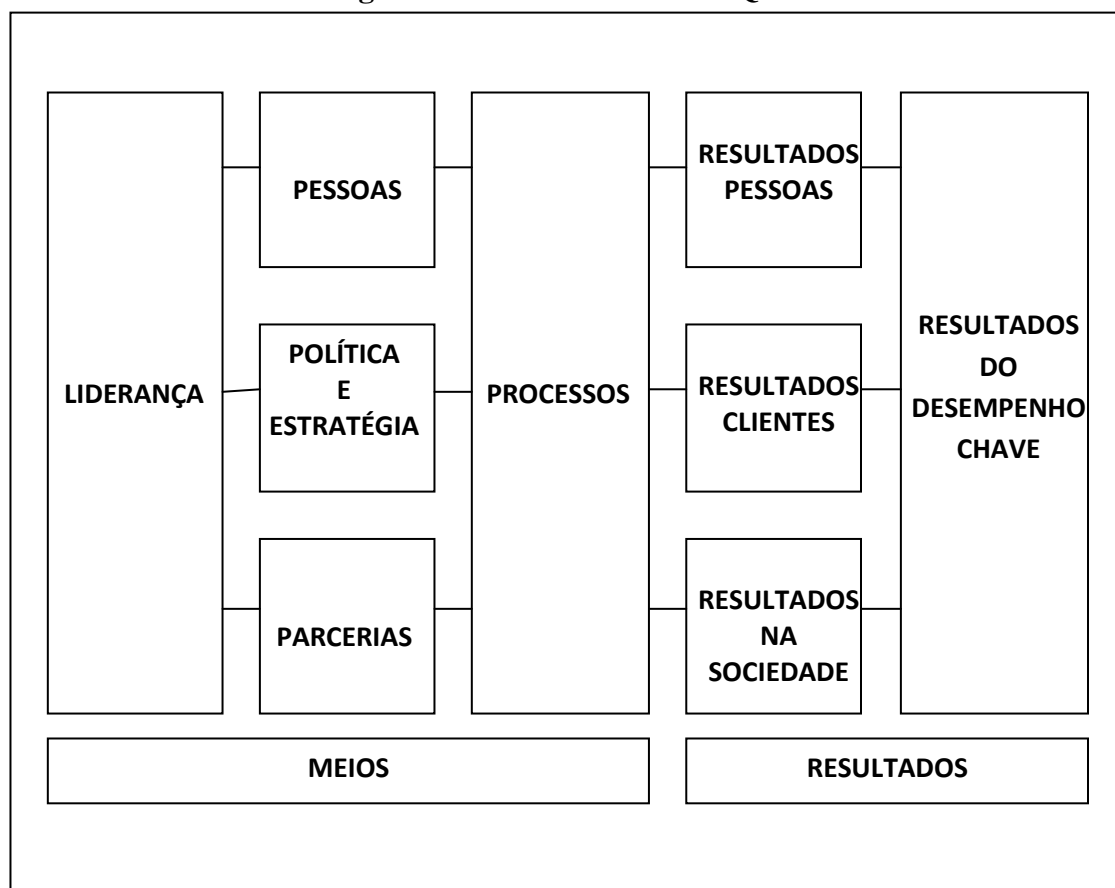 LIDERANÇA
PESSOAS
POLÍTICA
E
ESTRATÉGIA
PARCERIAS
PROCESSOS
RESULTADOS
PESSOAS
RESULTADOS
CLIENTES
RESULTADOS
NA
SOCIEDADE
RESULTADOS
DO
DESEMPENHO
CHAVE
MEIOS
RESULTADOS